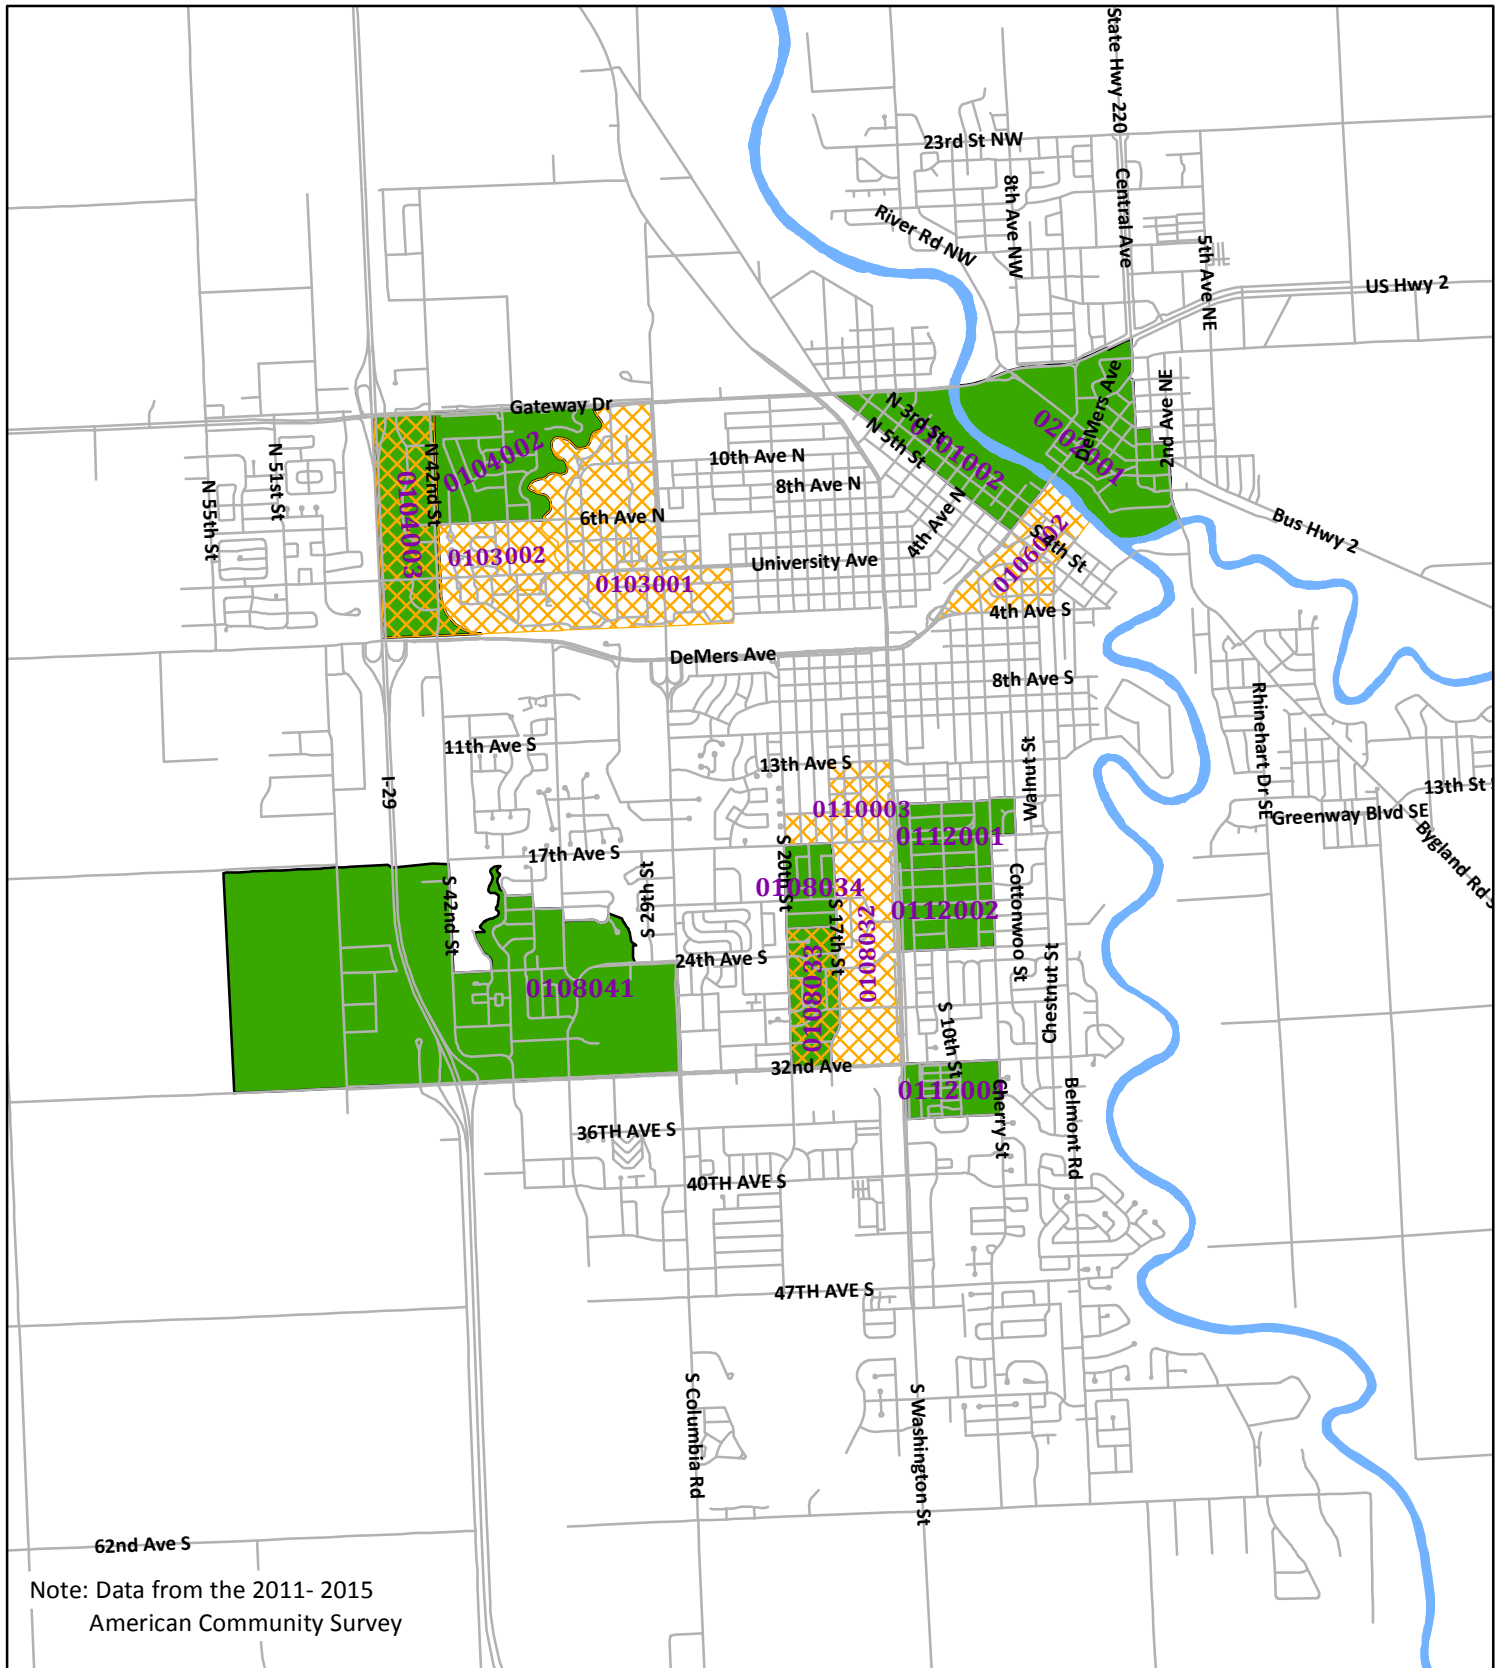 State Hwy 220
23rd St NW
8th Ave NW
Central Ave
River Rd NW
5th Ave NE
US Hwy 2
Gateway Dr
N 3rd St
N 5th St
DeMers Ave
2nd Ave NE
0202001
0101002
N 51st St
N 55th St
N 42nd St
0104002
0104003
10th Ave N
8th Ave N
6th Ave N
4th Ave N
Bus Hwy 2
0103002
0103001
University Ave
S 4th St
0106002
4th Ave S
DeMers Ave
8th Ave S
Rhinehart Dr SE
11th Ave S
13th Ave S
Walnut St
I-29
13th St
Greenway Blvd SE
Bygland Rd S
0110003
0112001
17th Ave S
S 20th St
0108034
S 42nd St
S 29th St
S 17th St
0108032
0112002
Cottonwoo St
24th Ave S
0108033
0108041
Chestnut St
S 10th St
32nd Ave
Cherry St
Belmont Rd
36TH AVE S
40TH AVE S
47TH AVE S
S Columbia Rd
S Washington St
62nd Ave S
Note: Data from the 2011- 2015
American Community Survey